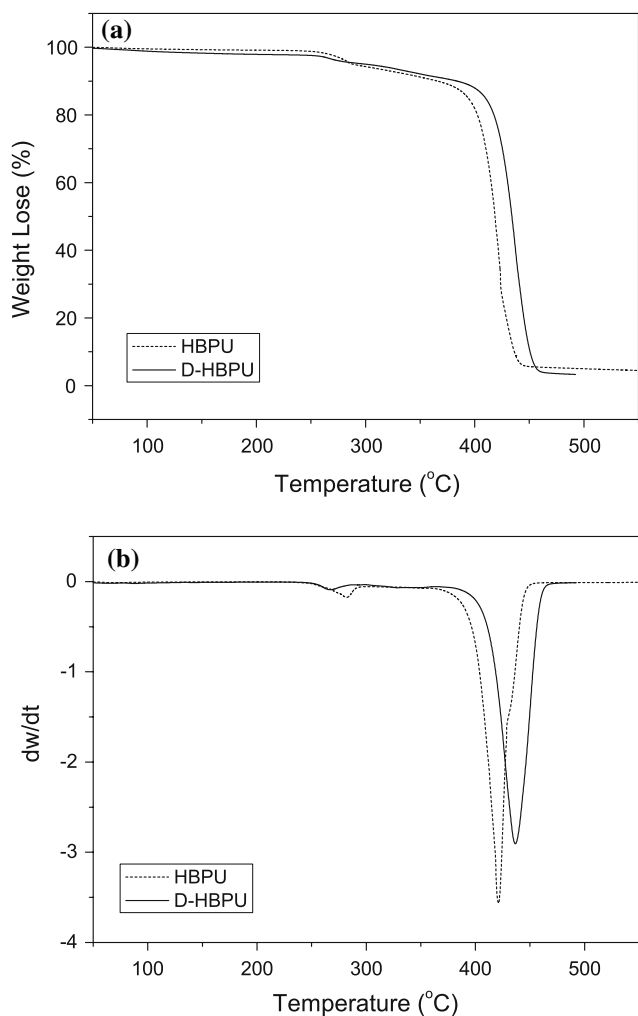 (a)
100
80
60
40
20
0
Weight Lose (%)
HBPU
D-HBPU
100 200 300 400 500
Temperature (°C)
(b)
0
-1
-2
-3
-4
dw/dt
HBPU
D-HBPU
100 200 300 400 500
Temperature (°C)